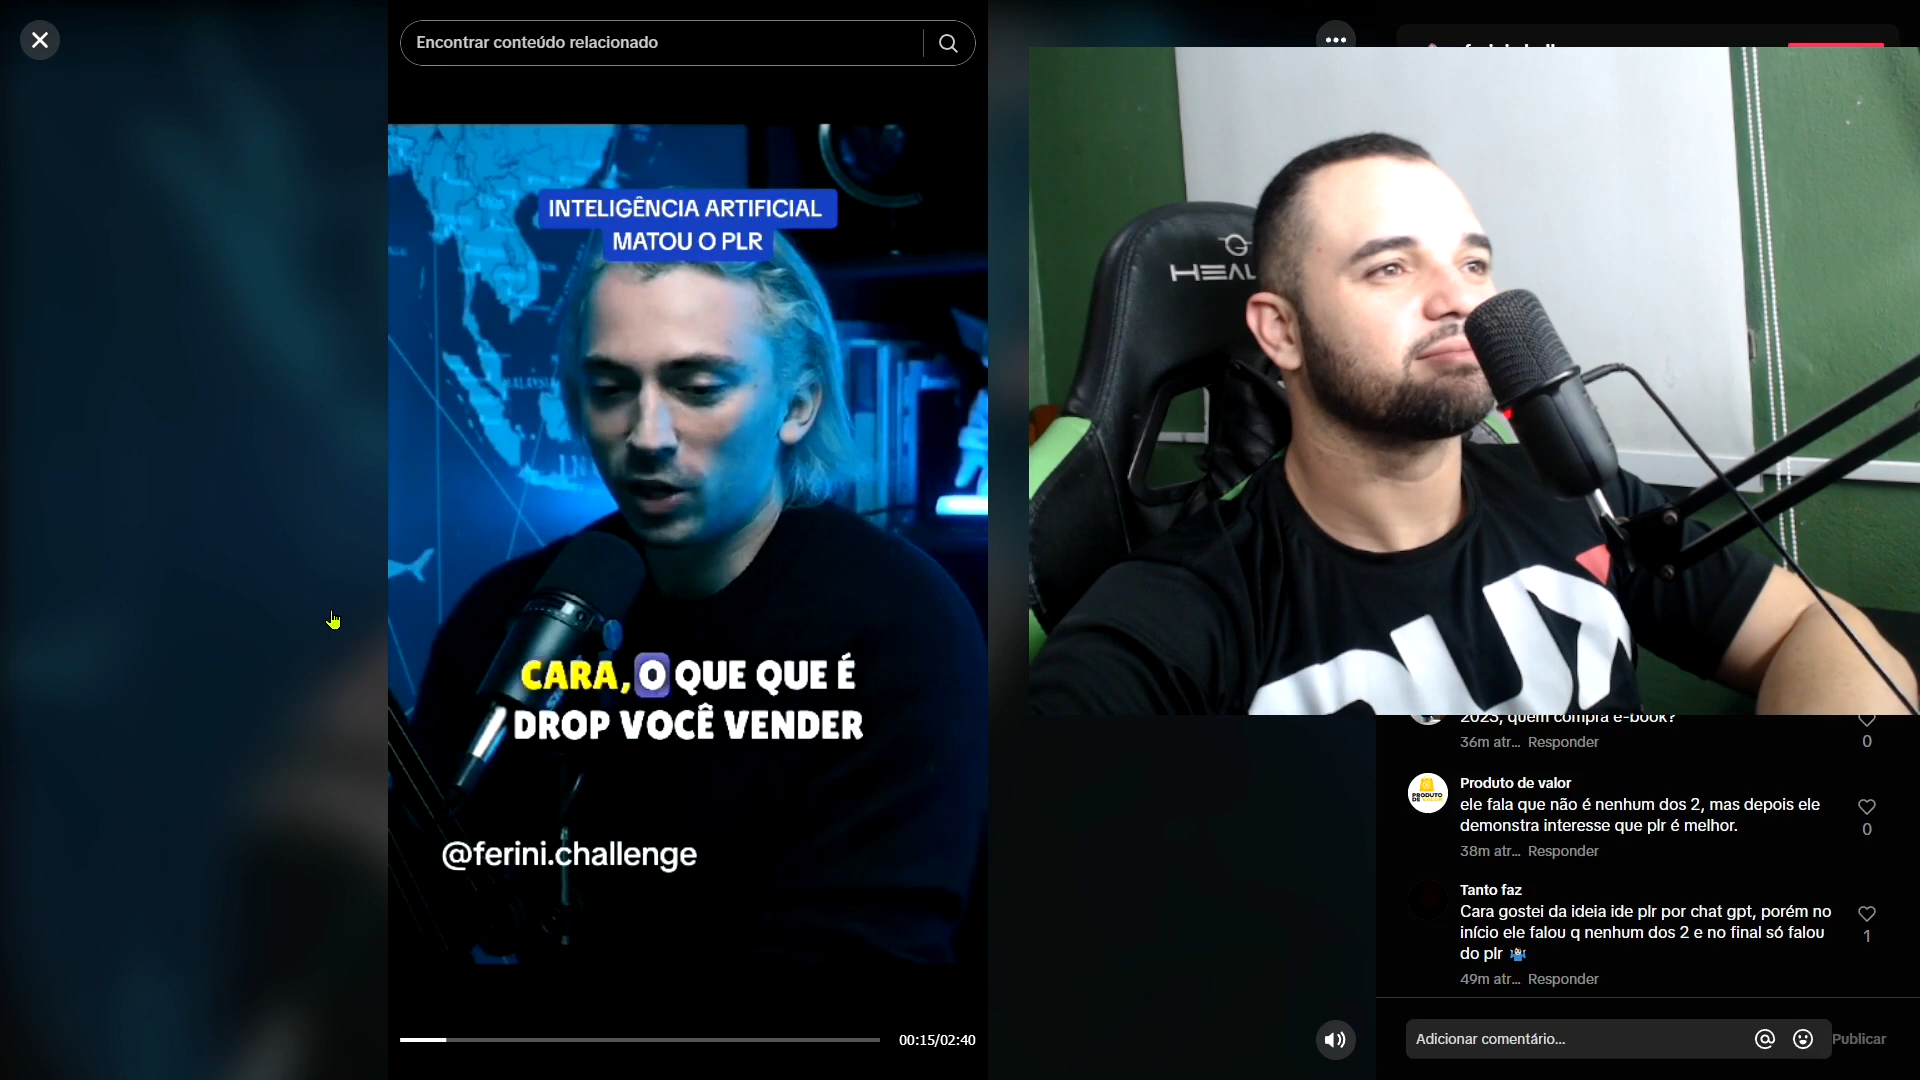 Encontrar conteúdo relacionado
INTELIGÊNCIA ARTIFICIAL
MATOU O PLR
CARA, O QUE QUE É
DROP VOCÊ VENDER
@ferini.challenge
00:15/02:40
2023, quem compra e-book?
36m atr... Responder
0
Produto de valor
ele fala que não é nenhum dos 2, mas depois ele
demonstra interesse que plr é melhor.
0
38m atr... Responder
Tanto faz
Cara gostei da ideia ide plr por chat gpt, porém no
início ele falou q nenhum dos 2 e no final só falou
do plr 🤷
1
49m atr... Responder
Adicionar comentário...
Publicar